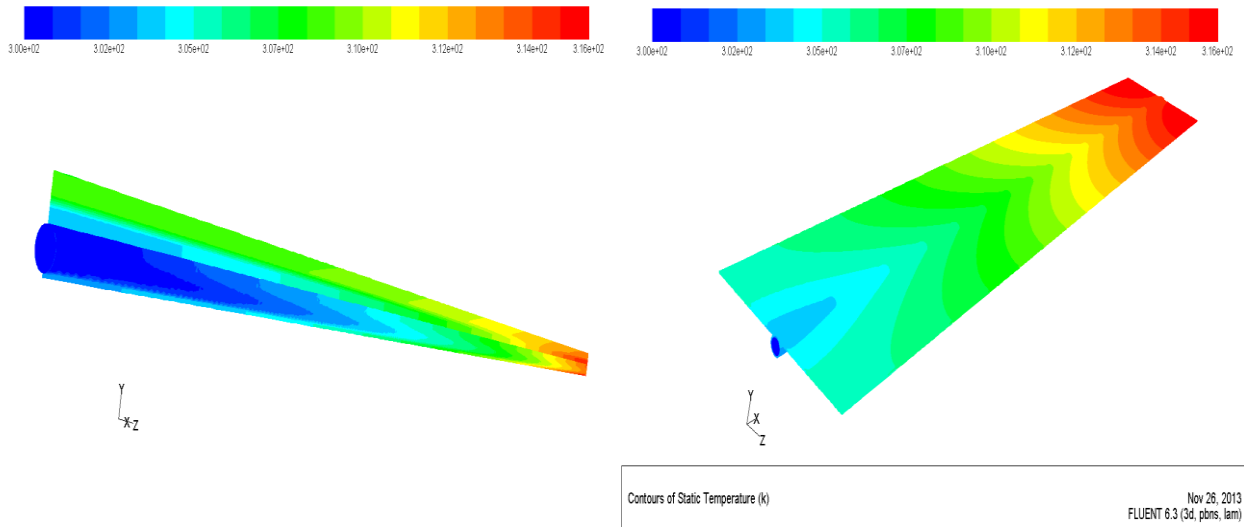 3.00e+02 3.02e+02 3.05e+02 3.07e+02 3.10e+02 3.12e+02 3.14e+02 3.16e+02
3.00e+02 3.02e+02 3.05e+02 3.07e+02 3.10e+02 3.12e+02 3.14e+02 3.16e+02
Y
X Z
Y
X
Z
Contours of Static Temperature (k)
Nov 26, 2013
FLUENT 6.3 (3d, pbns, lam)